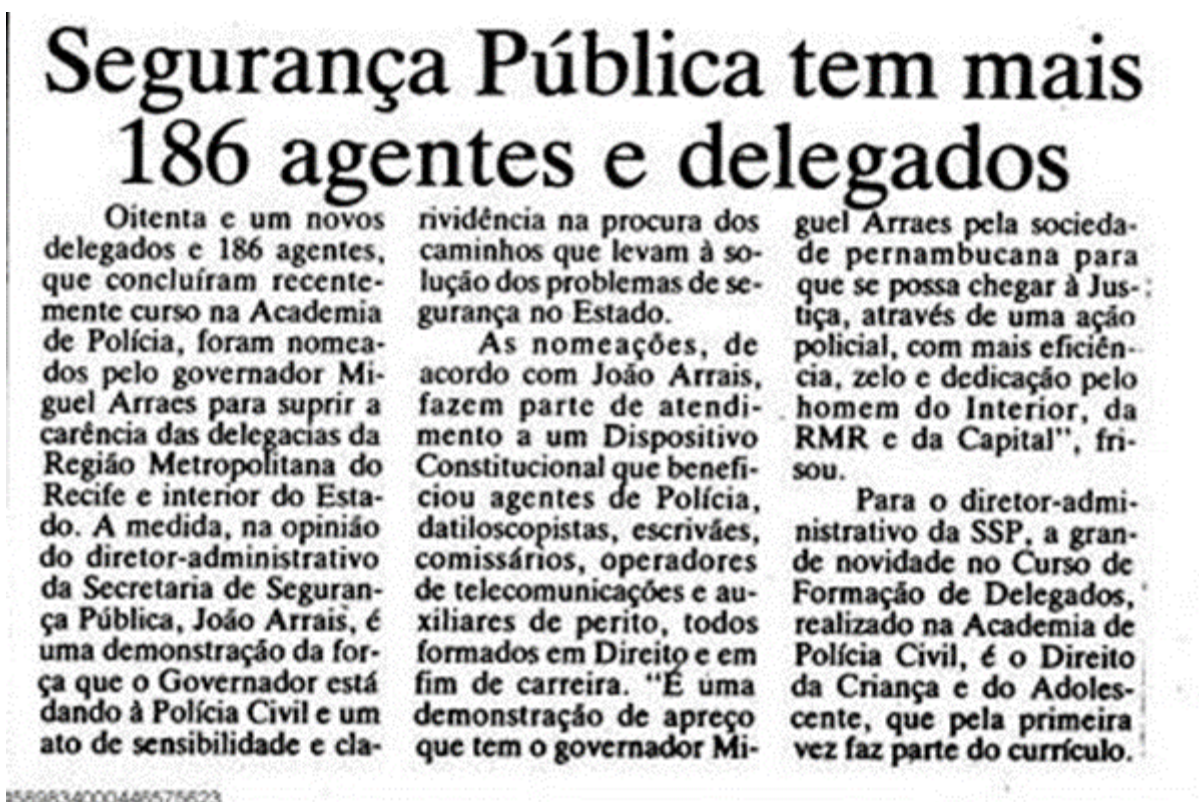 Segurança Pública tem mais
186 agentes e delegados
Oitenta e um novos
delegados e 186 agentes,
que concluíram recente-
mente curso na Academia
de Polícia, foram nomea-
dos pelo governador Mi-
guel Arraes para suprir a
carência das delegacias da
Região Metropolitana do
Recife e interior do Esta-
do. A medida, na opinião
do diretor-administrativo
da Secretaria de Seguran-
ça Pública, João Arrais, é
uma demonstração da for-
ça que o Governador está
dando à Polícia Civil e um
ato de sensibilidade e cla-
rividência na procura dos
caminhos que levam à so-
lução dos problemas de se-
gurança no Estado.
As nomeações, de
acordo com João Arrais,
fazem parte de atendi-
mento a um Dispositivo
Constitucional que benefi-
ciou agentes de Polícia,
datiloscopistas, escrivães,
comissários, operadores
de telecomunicações e au-
xiliares de perito, todos
formados em Direito e em
fim de carreira. "É uma
demonstração de apreço
que tem o governador Mi-
guel Arraes pela socieda-
de pernambucana para
que se possa chegar à Jus-
tiça, através de uma ação
policial, com mais eficiên-
cia, zelo e dedicação pelo
homem do Interior, da
RMR e da Capital", fri-
sou.
Para o diretor-admi-
nistrativo da SSP, a gran-
de novidade no Curso de
Formação de Delegados,
realizado na Academia de
Polícia Civil, é o Direito
da Criança e do Adoles-
cente, que pela primeira
vez faz parte do currículo.